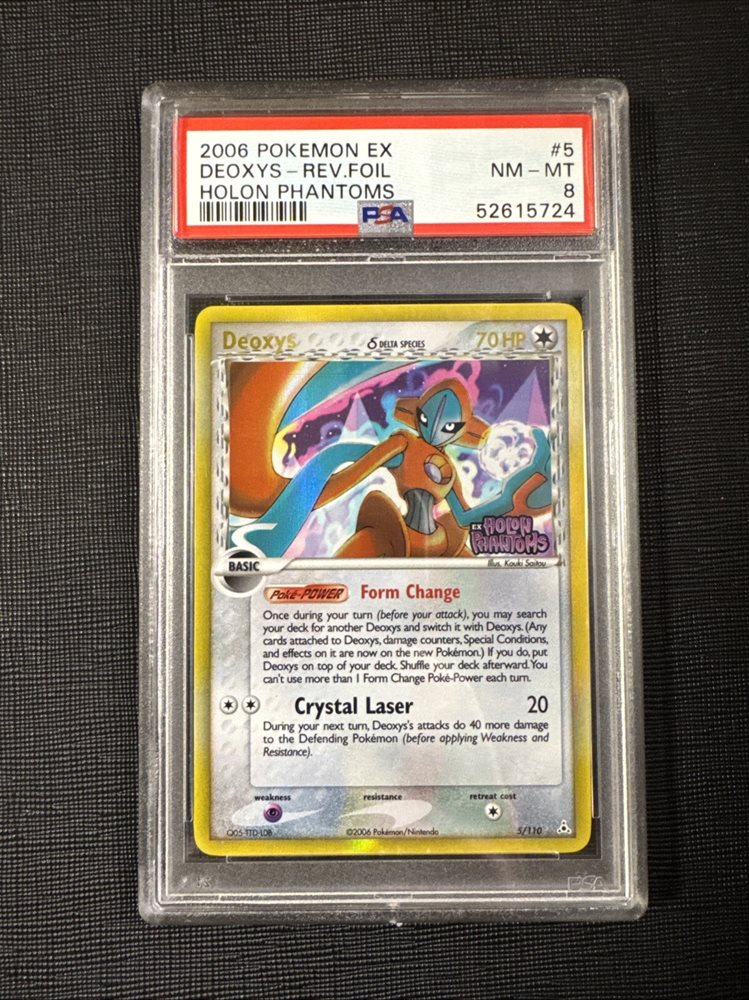 2006 POKEMON EX #5
DEOXYS - REV.FOIL NM - MT
HOLON PHANTOMS 8
PSA 52615724
Deoxys δ DELTA SPECIES 70 HP
EX HOLON
PHANTOMS
BASIC
Illus. Kouki Saitou
Poké-POWER Form Change
Once during your turn (before your attack), you may search
your deck for another Deoxys and switch it with Deoxys. (Any
cards attached to Deoxys, damage counters, Special Conditions,
and effects on it are now on the new Pokémon.) If you do, put
Deoxys on top of your deck. Shuffle your deck afterward. You
can't use more than 1 Form Change Poké-Power each turn.
Crystal Laser 20
During your next turn, Deoxys's attacks do 40 more damage
to the Defending Pokémon (before applying Weakness and
Resistance).
weakness resistance retreat cost
Q05-TTD-LDB ©2006 Pokémon/Nintendo 5/110
PSA